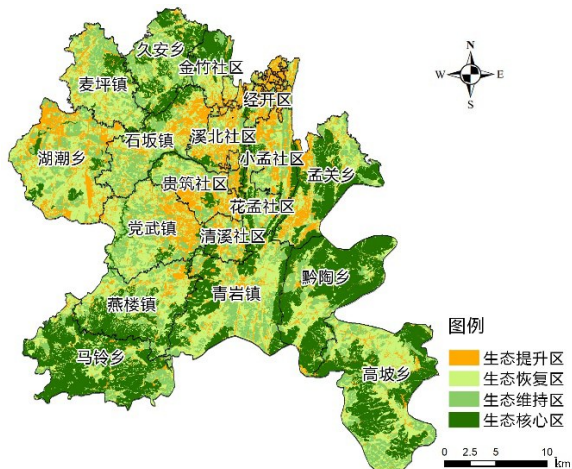 久安乡
金竹社区
麦坪镇
经开区
石坂镇
溪北社区
湖潮乡
小孟社区
孟关乡
贵筑社区
花孟社区
党武镇
清溪社区
黔陶乡
青岩镇
燕楼镇
马铃乡
高坡乡
N
W
E
S
图例
生态提升区
生态恢复区
生态维持区
生态核心区
0 2.5 5 10
km